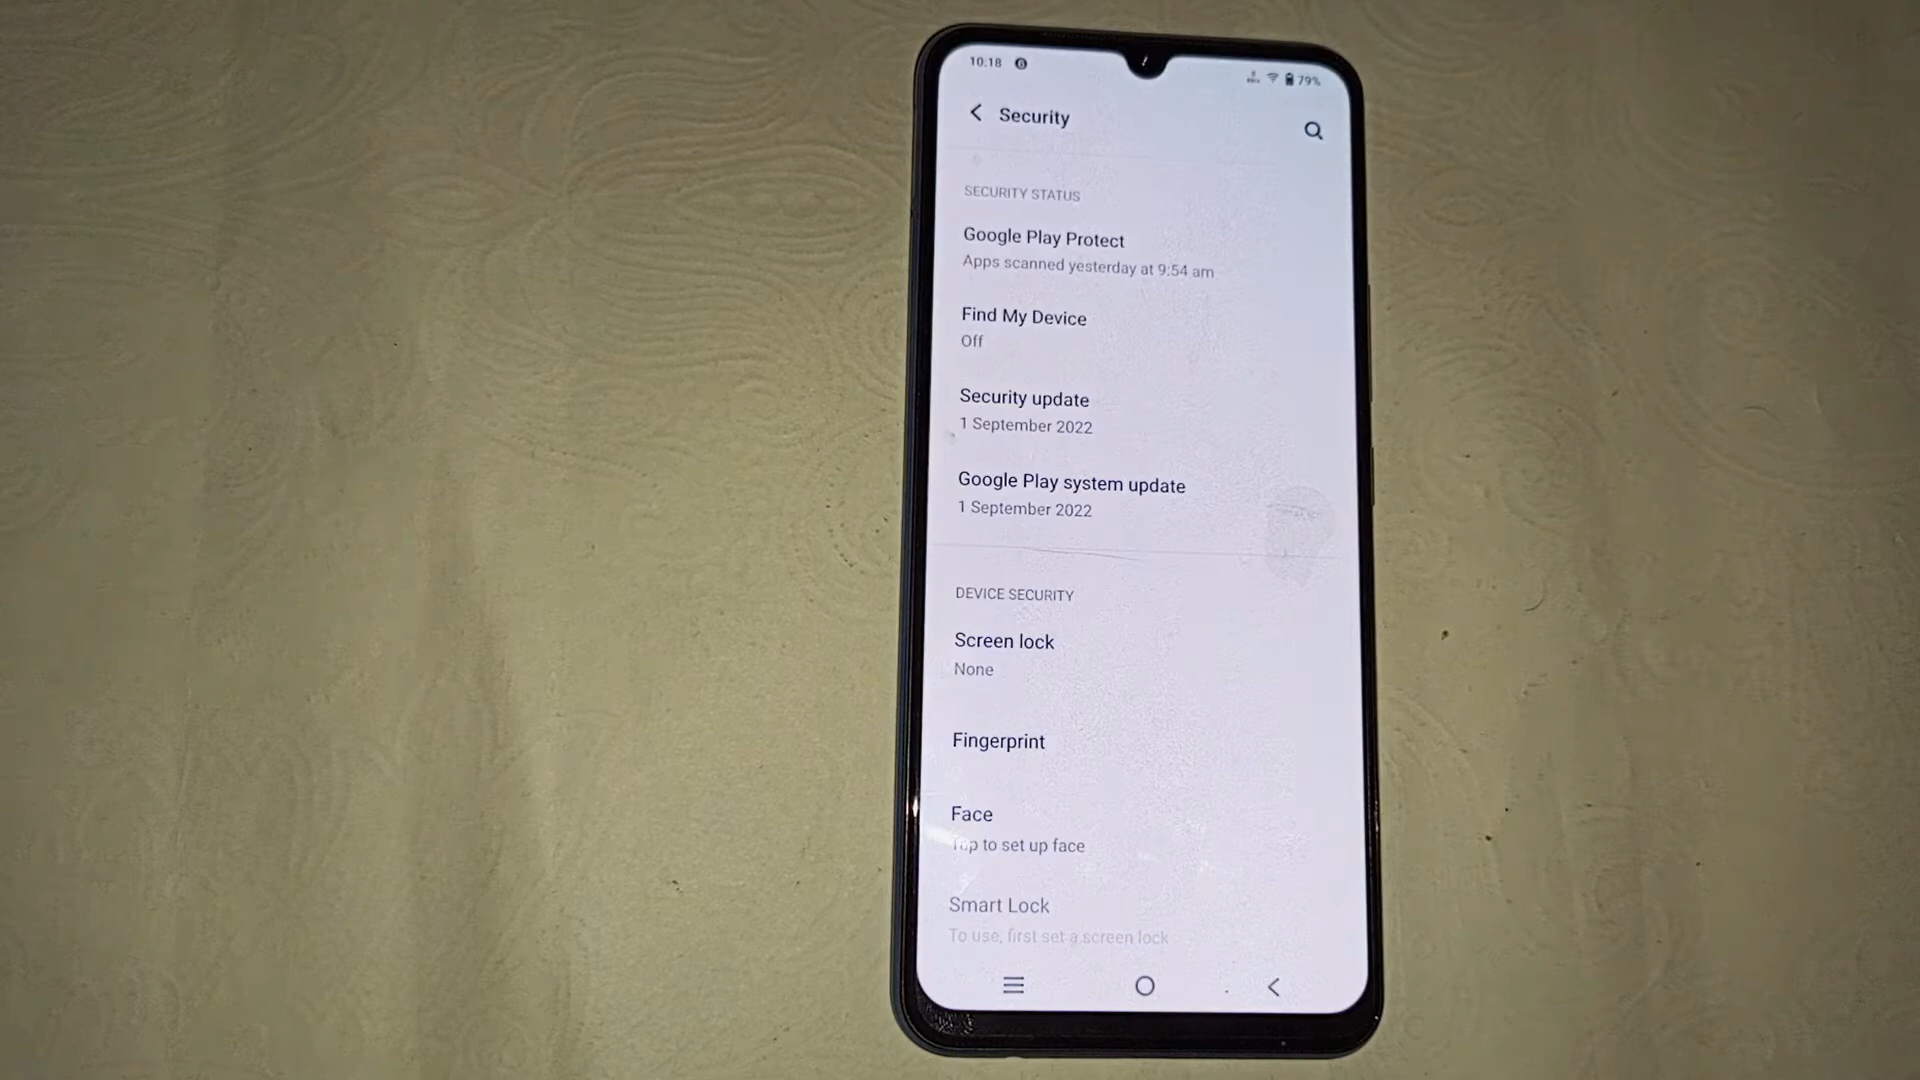 10.18
79%
Security
SECURITY STATUS
Google Play Protect
Apps scanned yesterday at 9:54 am
Find My Device
Off
Security update
1 September 2022
Google Play system update
1 September 2022
DEVICE SECURITY
Screen lock
None
Fingerprint
Face
Tap to set up face
Smart Lock
To use, first set a screen lock